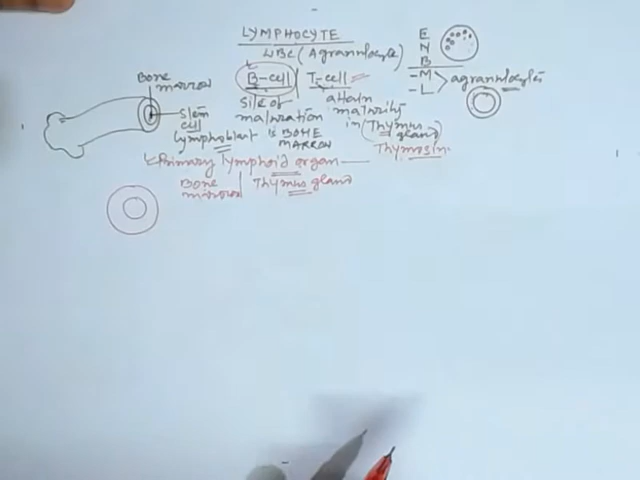 LYMPHOCYTE
WBC (Agranulocyte)
B-cell | T-cell
Site of
maturation
is BONE
MARROW
attain
maturity
in (Thymus
gland)
Thymosin
E
N
B
-M
-L
agranulocytes
Bone
marrow
Stem
cell
lymphoblast
Primary lymphoid organ
Bone
marrow | Thymus gland